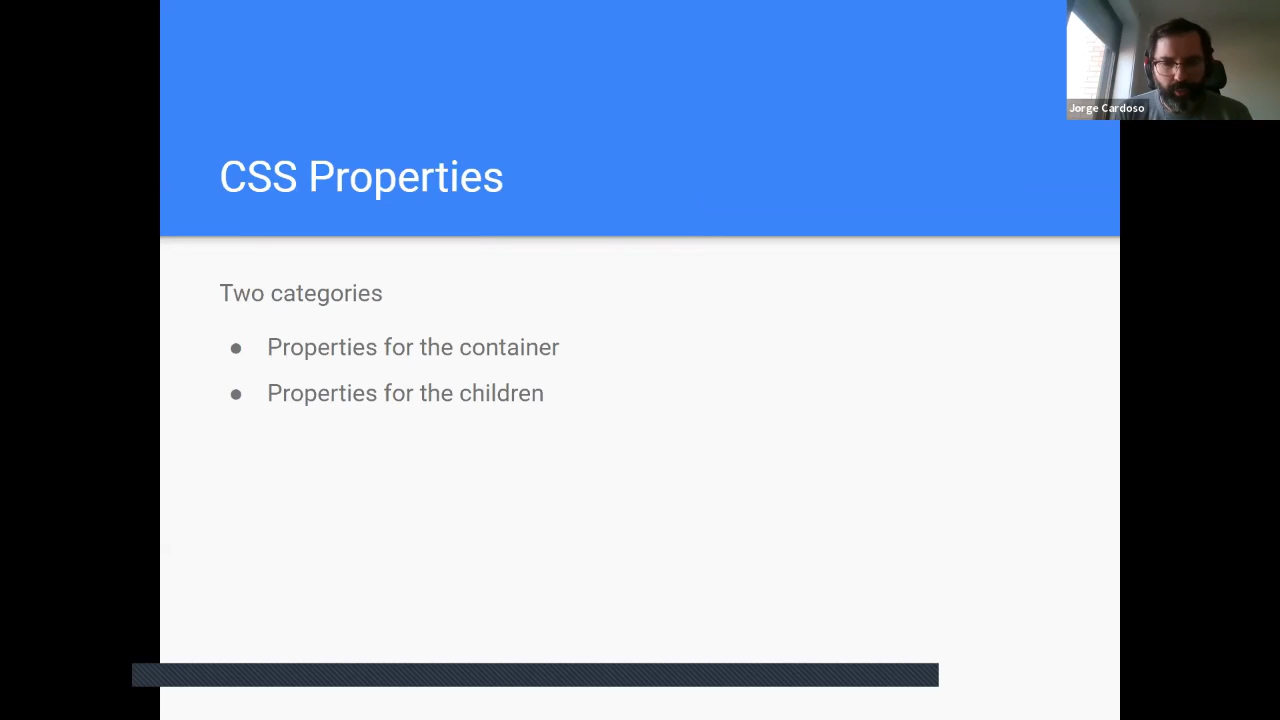 Jorge Cardoso
CSS Properties
Two categories
● Properties for the container
● Properties for the children